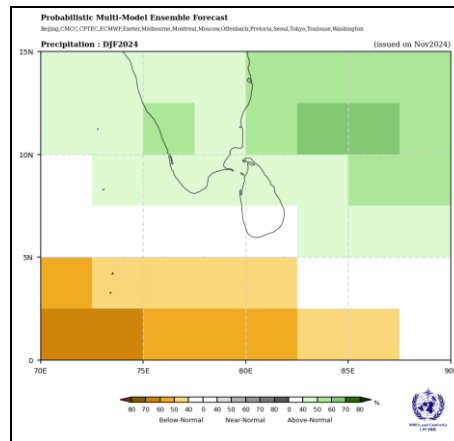 Probabilistic Multi-Model Ensemble Forecast
Beijing,CMCC,CPTEC,ECMWF,Exeter,Melbourne,Montreal,Moscow,Offenbach,Pretoria,Seoul,Tokyo,Toulouse,Washington
Precipitation : DJF2024 (issued on Nov2024)
15N
10N
5N
0
70E 75E 80E 85E 90E
80 70 60 50 40 0 40 50 60 70 80 0 40 50 60 70 80 %
Below-Normal Near-Normal Above-Normal